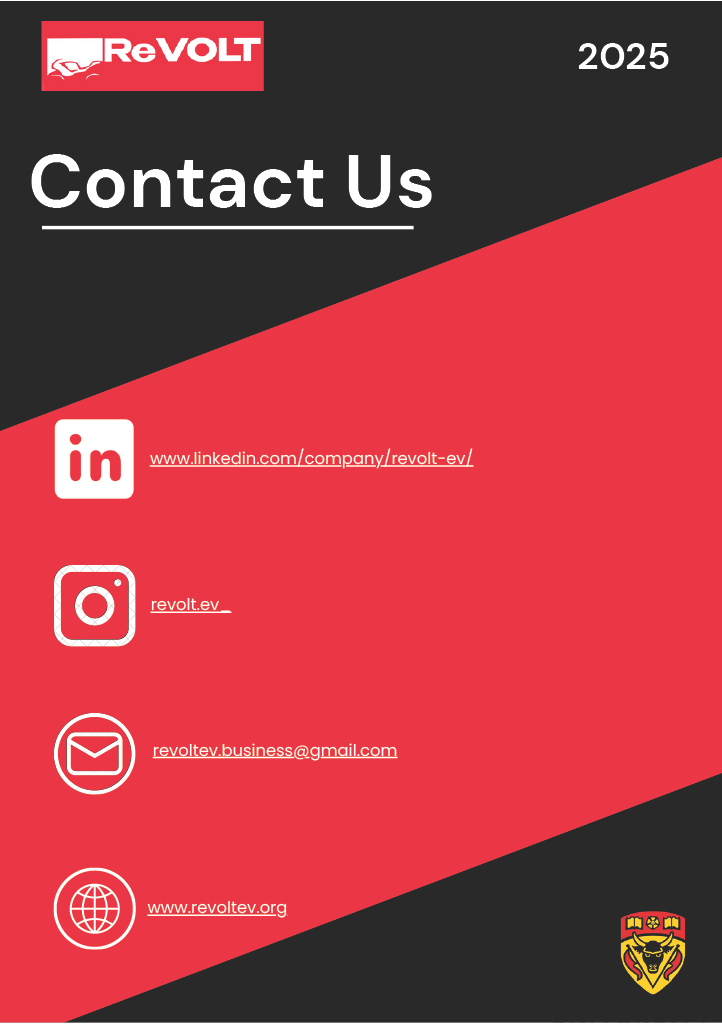 ReVOLT
2025
Contact Us
in
www.linkedin.com/company/revolt-ev/
revolt.ev_
revoltev.business@gmail.com
www.revoltev.org